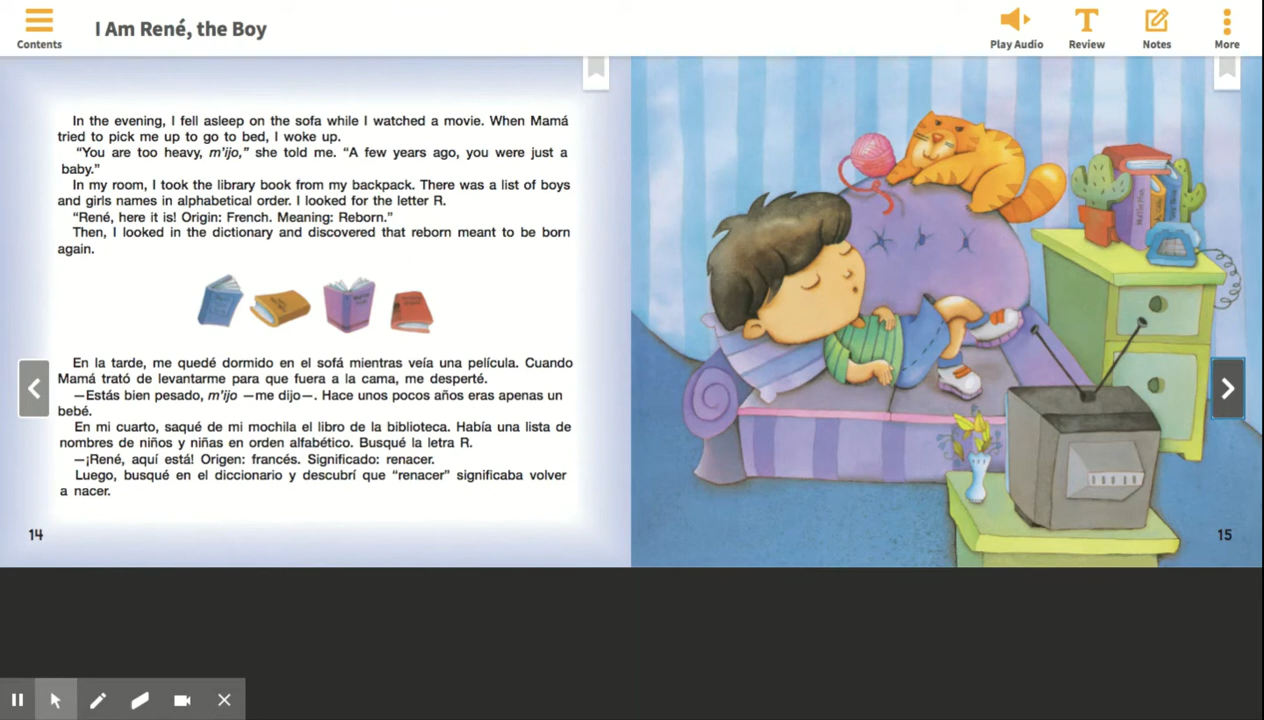 I Am René, the Boy
Contents
Play Audio
Review
Notes
More
In the evening, I fell asleep on the sofa while I watched a movie. When Mamá
tried to pick me up to go to bed, I woke up.
“You are too heavy, m’ijo,” she told me. “A few years ago, you were just a
baby.”
In my room, I took the library book from my backpack. There was a list of boys
and girls names in alphabetical order. I looked for the letter R.
“René, here it is! Origin: French. Meaning: Reborn.”
Then, I looked in the dictionary and discovered that reborn meant to be born
again.
En la tarde, me quedé dormido en el sofá mientras veía una película. Cuando
Mamá trató de levantarme para que fuera a la cama, me desperté.
—Estás bien pesado, m’ijo —me dijo—. Hace unos pocos años eras apenas un
bebé.
En mi cuarto, saqué de mi mochila el libro de la biblioteca. Había una lista de
nombres de niños y niñas en orden alfabético. Busqué la letra R.
—¡René, aquí está! Origen: francés. Significado: renacer.
Luego, busqué en el diccionario y descubrí que “renacer” significaba volver
a nacer.
14
15